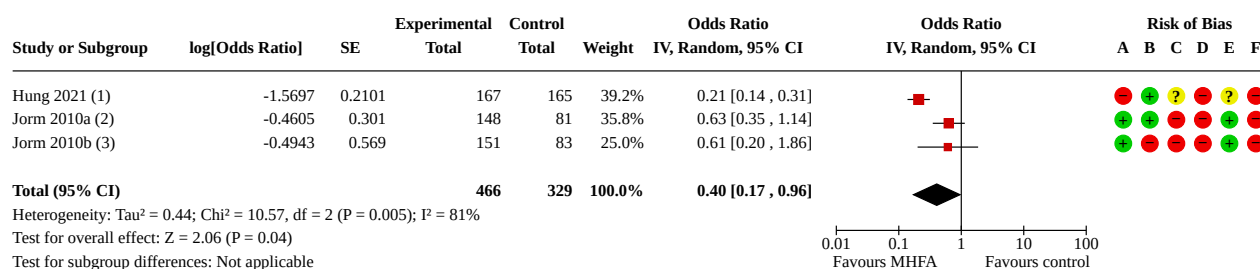 Experimental Control Odds Ratio Odds Ratio Risk of Bias
Study or Subgroup log[Odds Ratio] SE Total Total Weight IV, Random, 95% CI IV, Random, 95% CI A B C D E F
Hung 2021 (1) -1.5697 0.2101 167 165 39.2% 0.21 [0.14 , 0.31] − + ? − ? −
Jorm 2010a (2) -0.4605 0.301 148 81 35.8% 0.63 [0.35 , 1.14] + + − − + −
Jorm 2010b (3) -0.4943 0.569 151 83 25.0% 0.61 [0.20 , 1.86] + − − − + −
Total (95% CI) 466 329 100.0% 0.40 [0.17 , 0.96]
Heterogeneity: Tau² = 0.44; Chi² = 10.57, df = 2 (P = 0.005); I² = 81%
Test for overall effect: Z = 2.06 (P = 0.04)
0.01 0.1 1 10 100
Test for subgroup differences: Not applicable
Favours MHFA Favours control